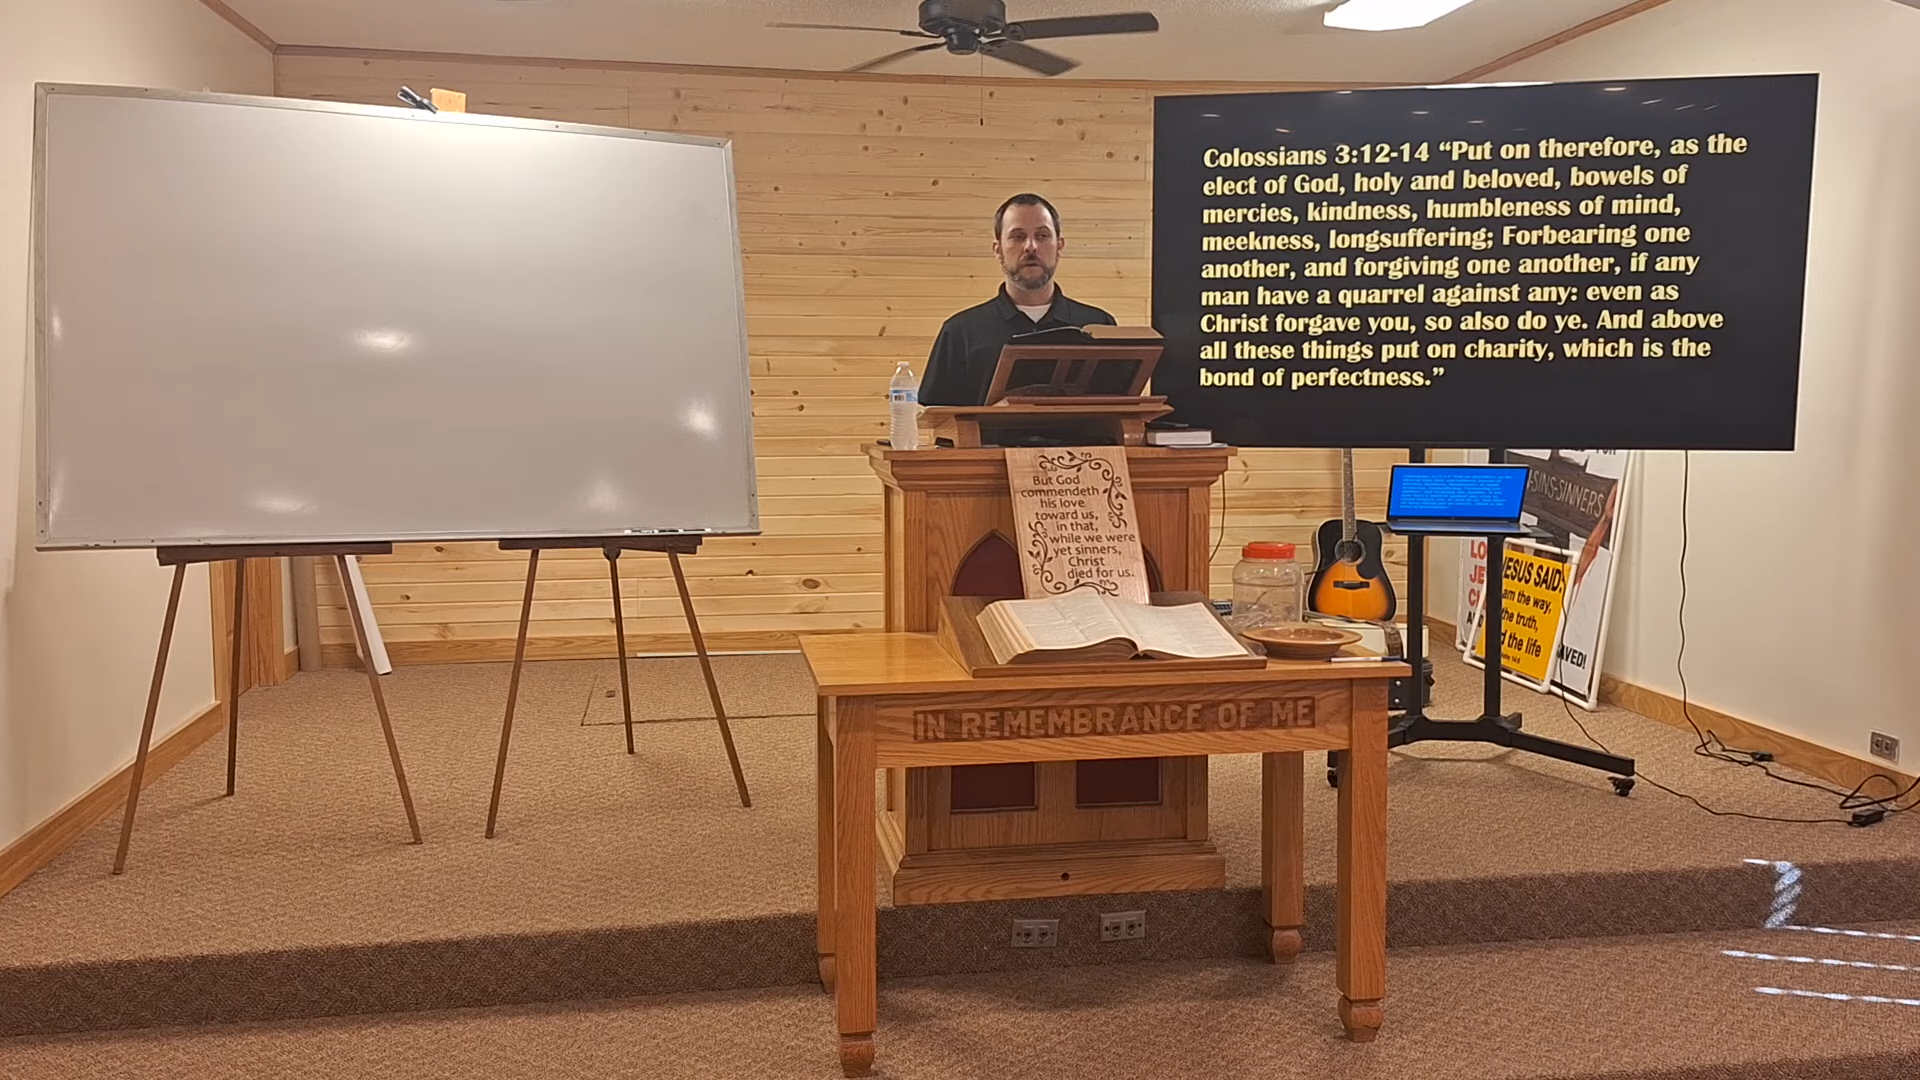 Colossians 3:12-14 “Put on therefore, as the
elect of God, holy and beloved, bowels of
mercies, kindness, humbleness of mind,
meekness, longsuffering; Forbearing one
another, and forgiving one another, if any
man have a quarrel against any: even as
Christ forgave you, so also do ye. And above
all these things put on charity, which is the
bond of perfectness.”
But God
commendeth
his love
toward us,
in that,
while we were
yet sinners,
Christ
died for us.
IN REMEMBRANCE OF ME
SINS-SINNERS
JESUS SAID:
am the way,
the truth,
the life